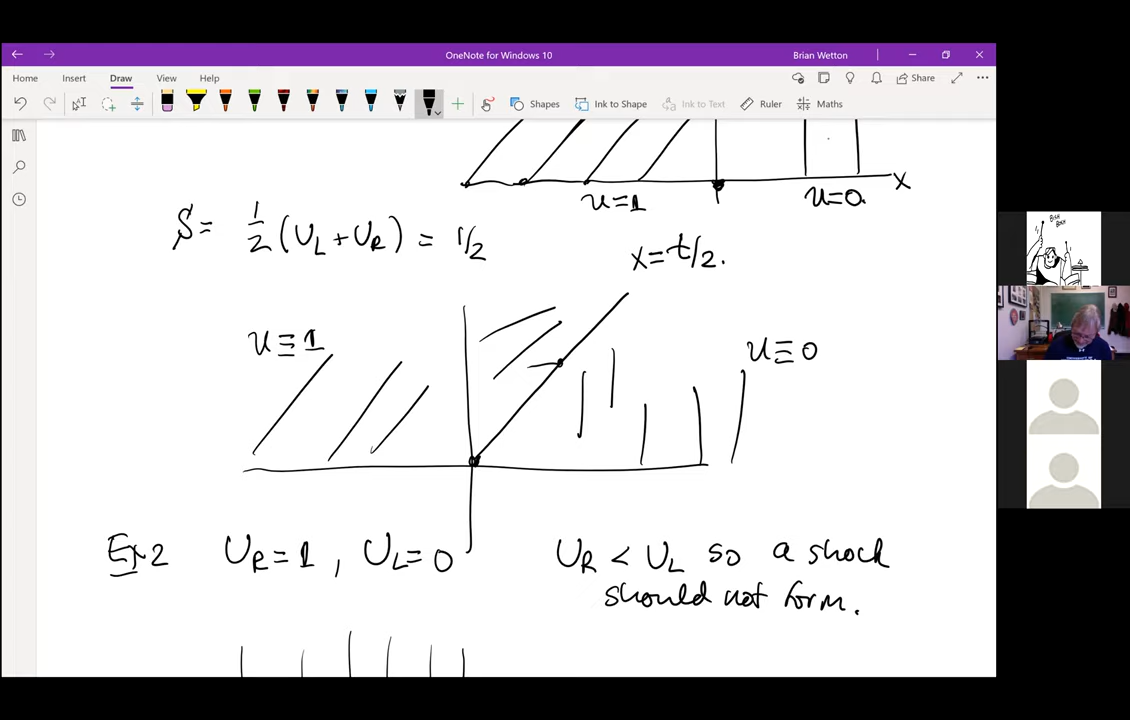 OneNote for Windows 10
Brian Wetton
Home Insert Draw View Help
Share
Shapes
Ink to Shape
Ink to Text
Ruler
Maths
x
u=1
u=0.
S= 1/2 (UL+UR) = 1/2
x=t/2.
u≡1
u≡0
Ex2 UR=1, UL=0
UR < UL so a shock
should not form.